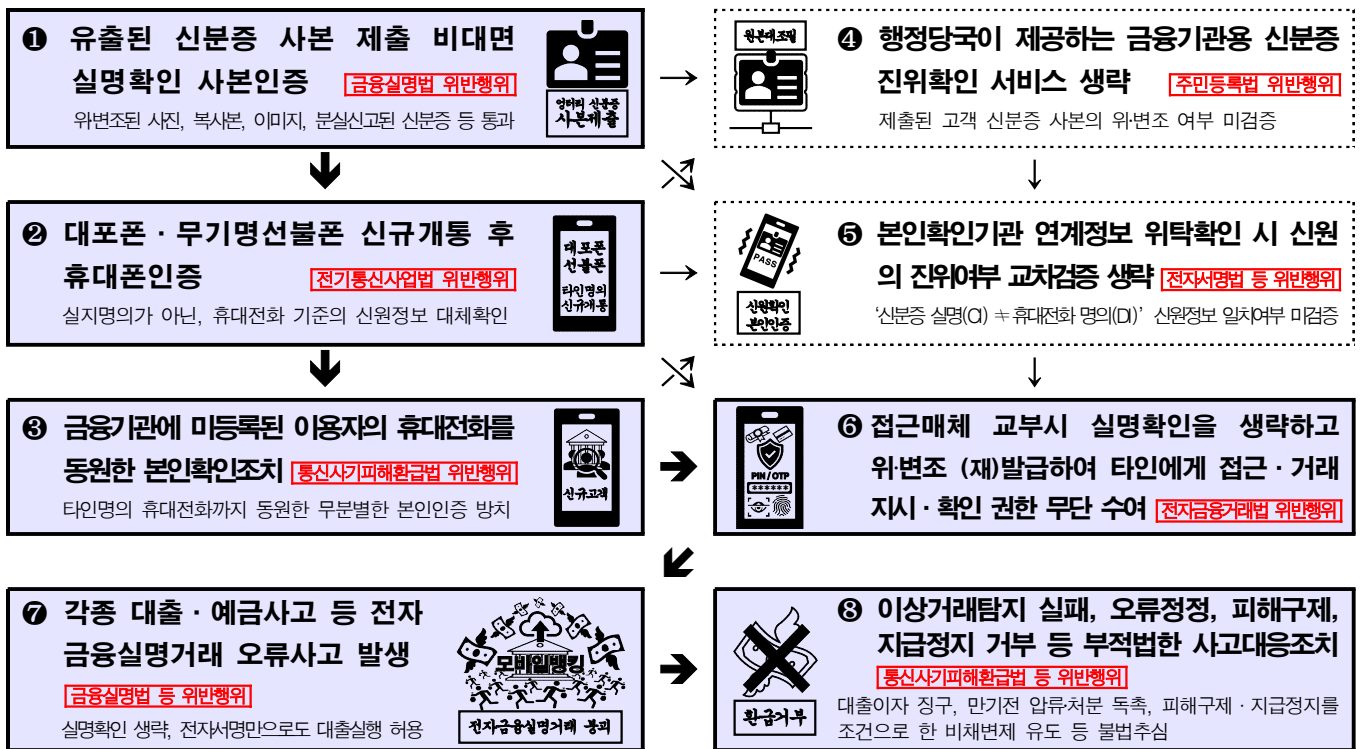 ❶ 유출된 신분증 사본 제출 비대면
실명확인 사본인증 금융실명법 위반행위
위·변조된 사진, 복사본, 이미지, 분실신고된 신분증 등 통과
엉터리 신분증
사본제출
→
원본대조필
❹ 행정당국이 제공하는 금융기관용 신분증
진위확인 서비스 생략 주민등록법 위반행위
제출된 고객 신분증 사본의 위·변조 여부 미검증
❷ 대포폰 · 무기명선불폰 신규개통 후
휴대폰인증 전기통신사업법 위반행위
실지명의가 아닌, 휴대전화 기준의 신원정보 대체확인
대포폰
선불폰
타인명의
신규개통
→
PASS
신원확인
본인인증
❺ 본인확인기관 연계정보 위탁확인 시 신원
의 진위여부 교차검증 생략 전자서명법 등 위반행위
‘신분증 실명(CI) ≠ 휴대전화 명의(DI)’ 신원정보 일치여부 미검증
❸ 금융기관에 미등록된 이용자의 휴대전화를
동원한 본인확인조치 통신사기피해환급법 위반행위
타인명의 휴대전화까지 동원한 무분별한 본인인증 방치
신규고객
PIN/OTP
******
❻ 접근매체 교부시 실명확인을 생략하고
위·변조 (재)발급하여 타인에게 접근 · 거래
지시 · 확인 권한 무단 수여 전자금융거래법 위반행위
❼ 각종 대출 · 예금사고 등 전자
금융실명거래 오류사고 발생
금융실명법 등 위반행위
실명확인 생략, 전자서명만으로도 대출실행 허용
모바일뱅킹
전자금융실명거래 붕괴
환급거부
❽ 이상거래탐지 실패, 오류정정, 피해구제,
지급정지 거부 등 부적법한 사고대응조치
통신사기피해환급법 등 위반행위
대출이자 징구, 만기전 압류·처분 독촉, 피해구제 · 지급정지를
조건으로 한 비채변제 유도 등 불법추심